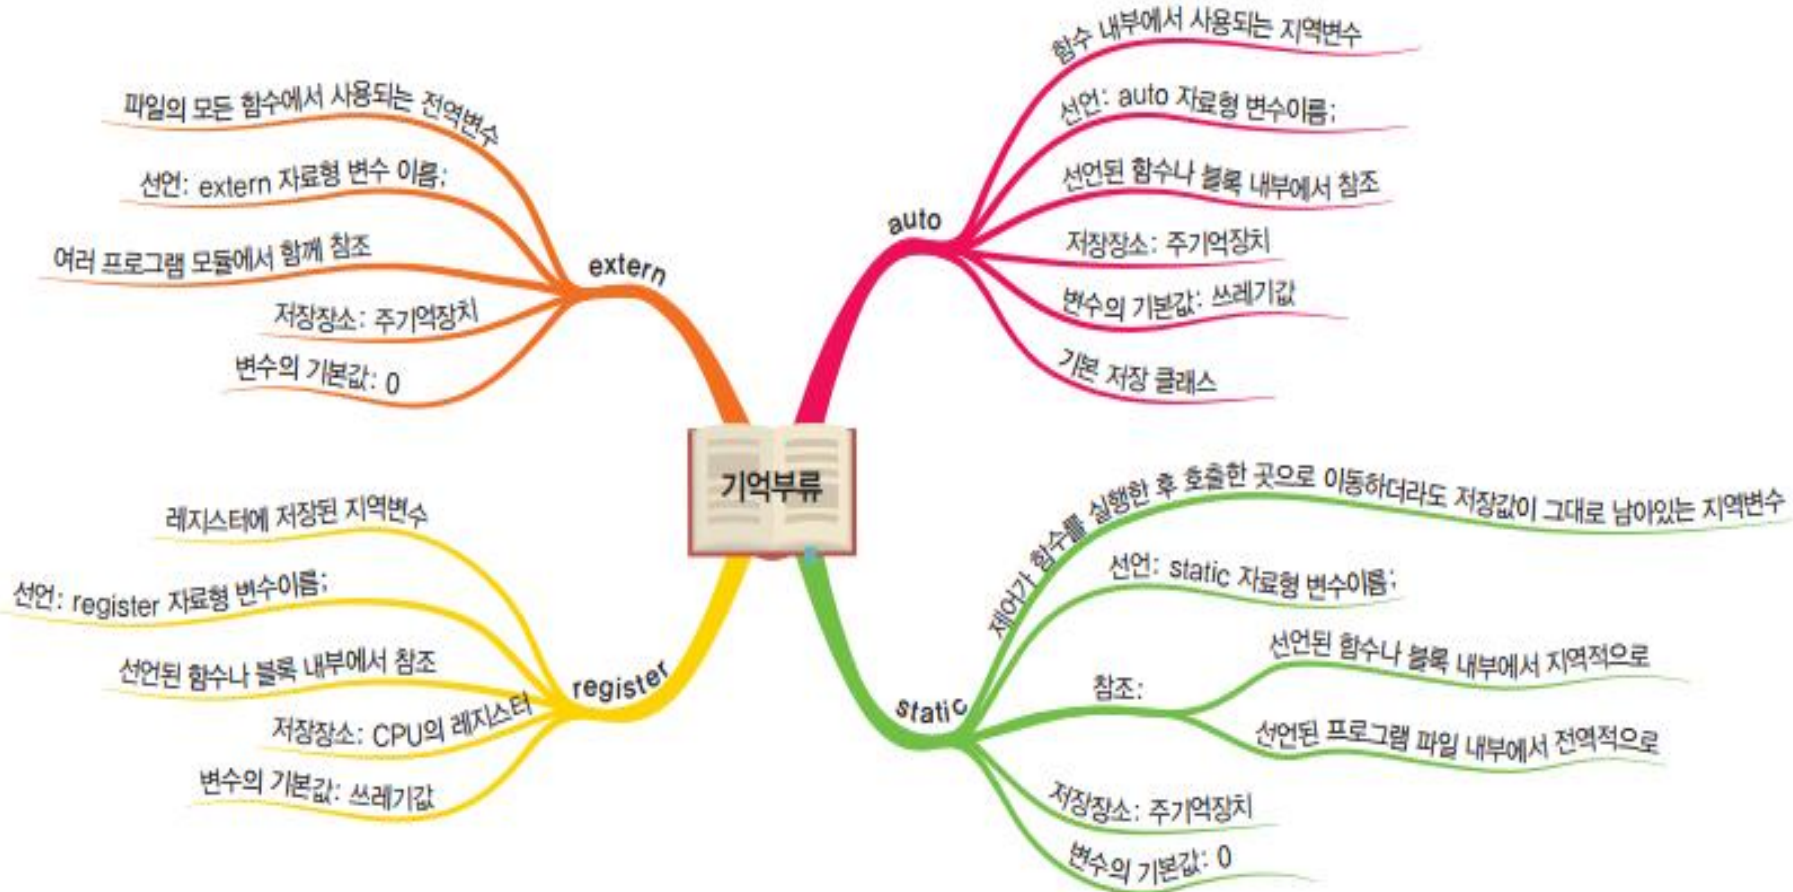 기억부류
auto
함수 내부에서 사용되는 지역변수
선언: auto 자료형 변수이름;
선언된 함수나 블록 내부에서 참조
저장장소: 주기억장치
변수의 기본값: 쓰레기값
기본 저장 클래스
extern
파일의 모든 함수에서 사용되는 전역변수
선언: extern 자료형 변수 이름;
여러 프로그램 모듈에서 함께 참조
저장장소: 주기억장치
변수의 기본값: 0
register
레지스터에 저장된 지역변수
선언: register 자료형 변수이름;
선언된 함수나 블록 내부에서 참조
저장장소: CPU의 레지스터
변수의 기본값: 쓰레기값
static
제어가 함수를 실행한 후 호출한 곳으로 이동하더라도 저장값이 그대로 남아있는 지역변수
선언: static 자료형 변수이름;
참조:
선언된 함수나 블록 내부에서 지역적으로
선언된 프로그램 파일 내부에서 전역적으로
저장장소: 주기억장치
변수의 기본값: 0